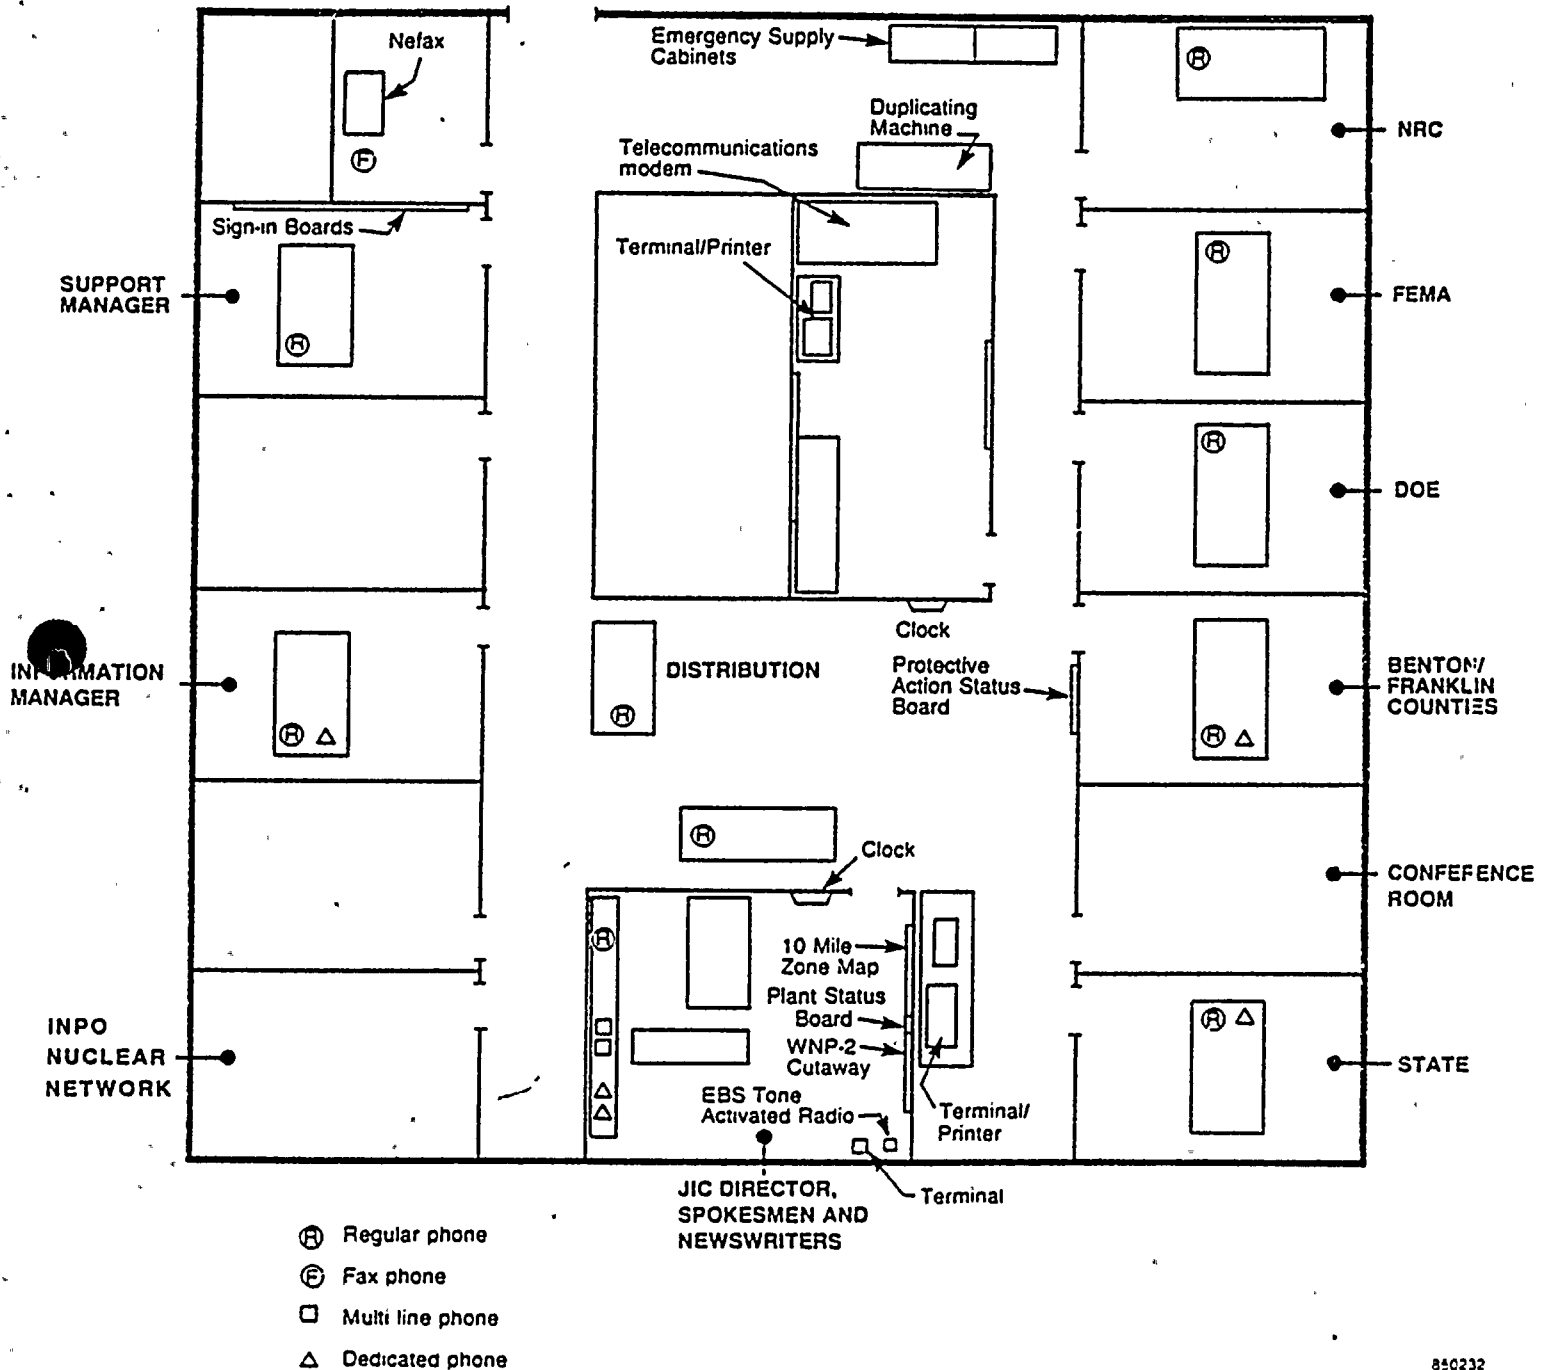 Nefax
Emergency Supply
Cabinets
NRC
Duplicating
Machine
Telecommunications
modem
F
Sign-in Boards
Terminal/Printer
SUPPORT
MANAGER
FEMA
DOE
Clock
INFORMATION
MANAGER
DISTRIBUTION
Protective
Action Status
Board
BENTON/
FRANKLIN
COUNTIES
Clock
CONFERENCE
ROOM
10 Mile
Zone Map
Plant Status
Board
WNP-2
Cutaway
INPO
NUCLEAR
NETWORK
STATE
EBS Tone
Activated Radio
Terminal/
Printer
Terminal
JIC DIRECTOR,
SPOKESMEN AND
NEWSWRITERS
R Regular phone
F Fax phone
Multi line phone
Dedicated phone
850232
R
R
R
R
R
R
R
R
R
R